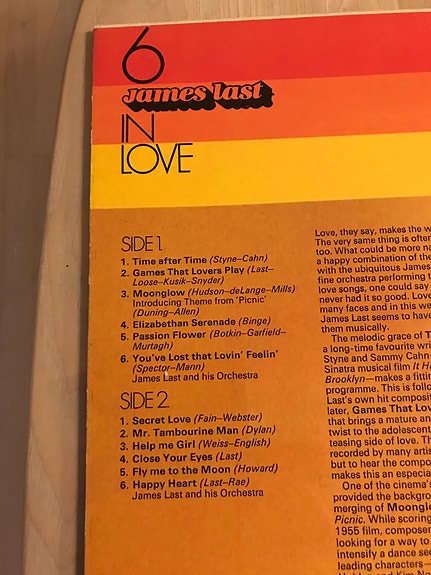 6
James last
IN
LOVE
SIDE 1
1. Time after Time (Styne–Cahn)
2. Games That Lovers Play (Last–
Loose–Kusik–Snyder)
3. Moonglow (Hudson–deLange–Mills)
Introducing Theme from 'Picnic'
(Duning–Allen)
4. Elizabethan Serenade (Binge)
5. Passion Flower (Botkin–Garfield–
Murtagh)
6. You've Lost that Lovin' Feelin'
(Spector–Mann)
James Last and his Orchestra
SIDE 2
1. Secret Love (Fain–Webster)
2. Mr. Tambourine Man (Dylan)
3. Help me Girl (Weiss–English)
4. Close Your Eyes (Last)
5. Fly me to the Moon (Howard)
6. Happy Heart (Last–Rae)
James Last and his Orchestra
Love, they say, makes the w
The very same thing is often
too. What could be more na
a happy combination of the
with the ubiquitous James
fine orchestra performing t
love songs, one could say
never had it so good. Love
many faces and in this we
James Last seems to have
them musically.
The melodic grace of T
a long-time favourite writ
Styne and Sammy Cahn
Sinatra musical film It Ha
Brooklyn—makes a fittin
programme. This is follo
Last's own hit composit
later, Games That Lov
that brings a mature an
twist to the adolescent
teasing side of love. Th
recorded by many artis
but to hear the compo
makes this an especia
One of the cinema's
provided the backgrou
merging of Moonglow
Picnic. While scoring
1955 film, composer
looking for a way to
intensify a dance se
leading characters—
and Kim No